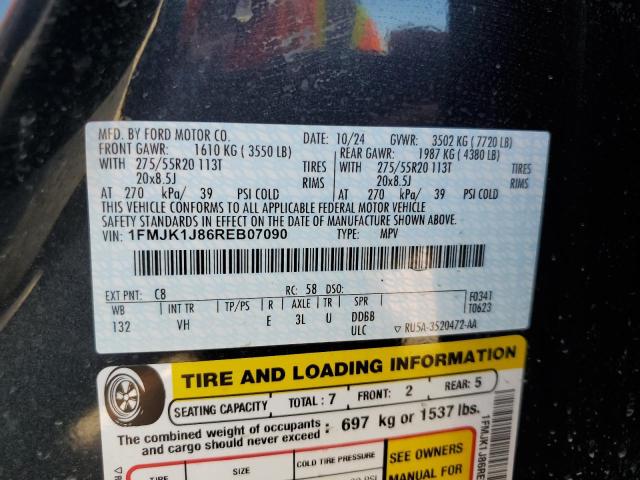 MFD. BY FORD MOTOR CO. DATE: 10/24 GVWR: 3502 KG ( 7720 LB)
FRONT GAWR: 1610 KG ( 3550 LB) REAR GAWR: 1987 KG ( 4380 LB)
WITH 275/55R20 113T TIRES WITH 275/55R20 113T TIRES
20x8.5J RIMS 20x8.5J RIMS
AT 270 kPa/ 39 PSI COLD AT 270 kPa/ 39 PSI COLD
THIS VEHICLE CONFORMS TO ALL APPLICABLE FEDERAL MOTOR VEHICLE
SAFETY STANDARDS IN EFFECT ON THE DATE OF MANUFACTURE SHOWN ABOVE.
VIN: 1FMJK1J86REB07090 TYPE: MPV
EXT PNT: C8 RC: 58 DSO: F0341
WB INT TR TP/PS R AXLE TR SPR T0623
132 VH E 3L U DDBB
ULC ▽ RU5A-3520472-AA
TIRE AND LOADING INFORMATION
SEATING CAPACITY TOTAL : 7 FRONT: 2 REAR: 5
The combined weight of occupants and cargo should never exceed : 697 kg or 1537 lbs.
TIRE SIZE COLD TIRE PRESSURE
SEE OWNERS
MANUAL FOR
1FMJK1J86RE